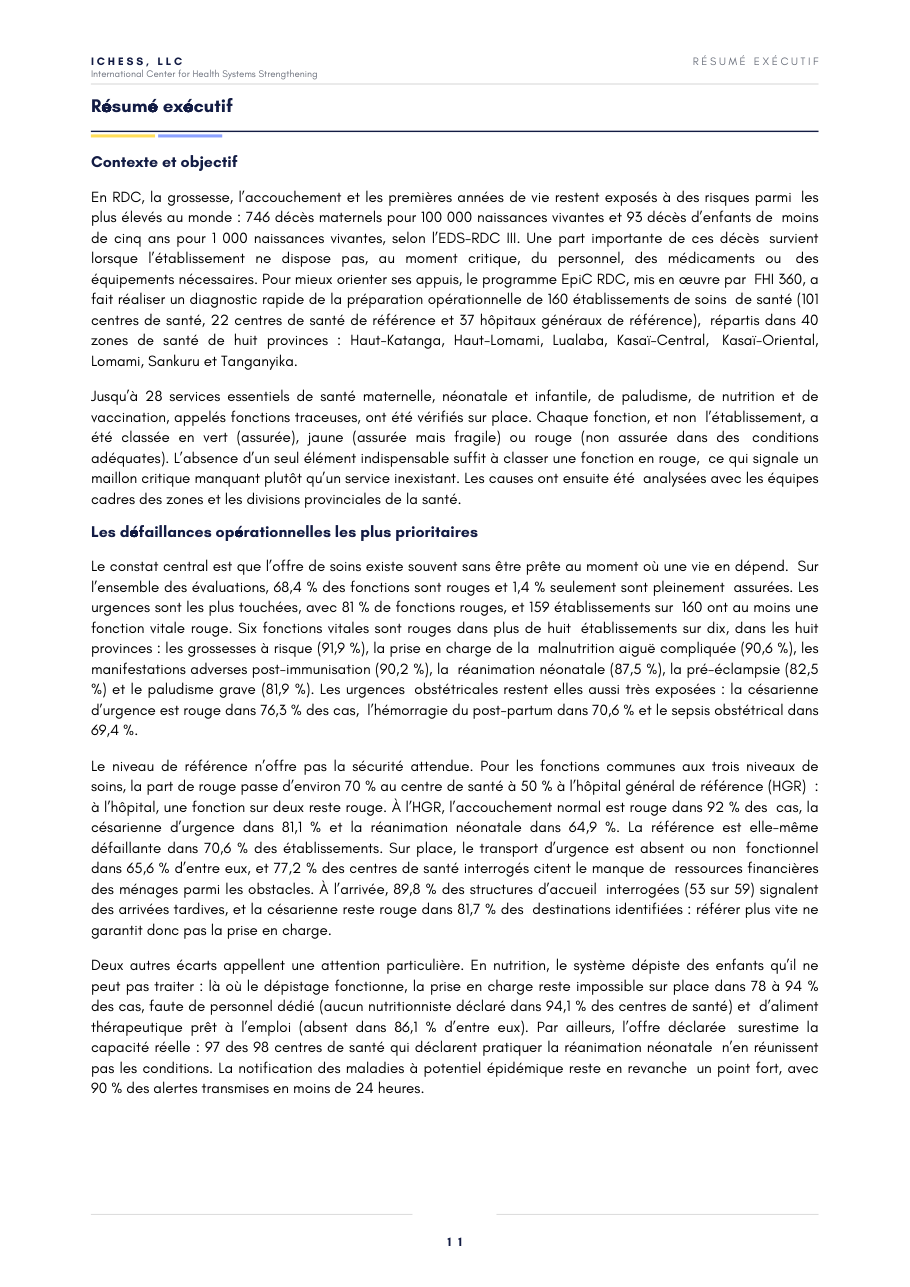 ICHESS, LLC
International Center for Health Systems Strengthening
RÉSUMÉ EXÉCUTIF
Résumé exécutif
Contexte et objectif
En RDC, la grossesse, l’accouchement et les premières années de vie restent exposés à des risques parmi les
plus élevés au monde : 746 décès maternels pour 100 000 naissances vivantes et 93 décès d’enfants de moins
de cinq ans pour 1 000 naissances vivantes, selon l’EDS-RDC III. Une part importante de ces décès survient
lorsque l’établissement ne dispose pas, au moment critique, du personnel, des médicaments ou des
équipements nécessaires. Pour mieux orienter ses appuis, le programme EpiC RDC, mis en œuvre par FHI 360, a
fait réaliser un diagnostic rapide de la préparation opérationnelle de 160 établissements de soins de santé (101
centres de santé, 22 centres de santé de référence et 37 hôpitaux généraux de référence), répartis dans 40
zones de santé de huit provinces : Haut-Katanga, Haut-Lomami, Lualaba, Kasaï-Central, Kasaï-Oriental,
Lomami, Sankuru et Tanganyika.
Jusqu’à 28 services essentiels de santé maternelle, néonatale et infantile, de paludisme, de nutrition et de
vaccination, appelés fonctions traceuses, ont été vérifiés sur place. Chaque fonction, et non l’établissement, a
été classée en vert (assurée), jaune (assurée mais fragile) ou rouge (non assurée dans des conditions
adéquates). L’absence d’un seul élément indispensable suffit à classer une fonction en rouge, ce qui signale un
maillon critique manquant plutôt qu’un service inexistant. Les causes ont ensuite été analysées avec les équipes
cadres des zones et les divisions provinciales de la santé.
Les défaillances opérationnelles les plus prioritaires
Le constat central est que l’offre de soins existe souvent sans être prête au moment où une vie en dépend. Sur
l’ensemble des évaluations, 68,4 % des fonctions sont rouges et 1,4 % seulement sont pleinement assurées. Les
urgences sont les plus touchées, avec 81 % de fonctions rouges, et 159 établissements sur 160 ont au moins une
fonction vitale rouge. Six fonctions vitales sont rouges dans plus de huit établissements sur dix, dans les huit
provinces : les grossesses à risque (91,9 %), la prise en charge de la malnutrition aiguë compliquée (90,6 %), les
manifestations adverses post-immunisation (90,2 %), la réanimation néonatale (87,5 %), la pré-éclampsie (82,5
%) et le paludisme grave (81,9 %). Les urgences obstétricales restent elles aussi très exposées : la césarienne
d’urgence est rouge dans 76,3 % des cas, l’hémorragie du post-partum dans 70,6 % et le sepsis obstétrical dans
69,4 %.
Le niveau de référence n’offre pas la sécurité attendue. Pour les fonctions communes aux trois niveaux de
soins, la part de rouge passe d’environ 70 % au centre de santé à 50 % à l’hôpital général de référence (HGR) :
à l’hôpital, une fonction sur deux reste rouge. À l’HGR, l’accouchement normal est rouge dans 92 % des cas, la
césarienne d’urgence dans 81,1 % et la réanimation néonatale dans 64,9 %. La référence est elle-même
défaillante dans 70,6 % des établissements. Sur place, le transport d’urgence est absent ou non fonctionnel
dans 65,6 % d’entre eux, et 77,2 % des centres de santé interrogés citent le manque de ressources financières
des ménages parmi les obstacles. À l’arrivée, 89,8 % des structures d’accueil interrogées (53 sur 59) signalent
des arrivées tardives, et la césarienne reste rouge dans 81,7 % des destinations identifiées : référer plus vite ne
garantit donc pas la prise en charge.
Deux autres écarts appellent une attention particulière. En nutrition, le système dépiste des enfants qu’il ne
peut pas traiter : là où le dépistage fonctionne, la prise en charge reste impossible sur place dans 78 à 94 %
des cas, faute de personnel dédié (aucun nutritionniste déclaré dans 94,1 % des centres de santé) et d’aliment
thérapeutique prêt à l’emploi (absent dans 86,1 % d’entre eux). Par ailleurs, l’offre déclarée surestime la
capacité réelle : 97 des 98 centres de santé qui déclarent pratiquer la réanimation néonatale n’en réunissent
pas les conditions. La notification des maladies à potentiel épidémique reste en revanche un point fort, avec
90 % des alertes transmises en moins de 24 heures.
11